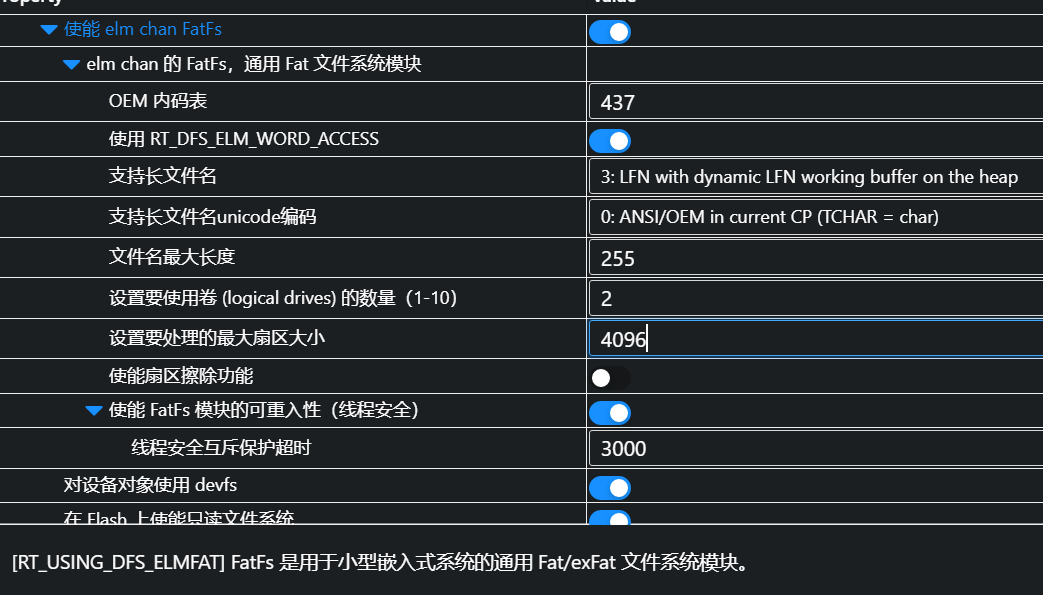 使能 elm chan FatFs
elm chan 的 FatFs，通用 Fat 文件系统模块
OEM 内码表 437
使用 RT_DFS_ELM_WORD_ACCESS
支持长文件名 3: LFN with dynamic LFN working buffer on the heap
支持长文件名unicode编码 0: ANSI/OEM in current CP (TCHAR = char)
文件名最大长度 255
设置要使用卷 (logical drives) 的数量（1-10） 2
设置要处理的最大扇区大小 4096
使能扇区擦除功能
使能 FatFs 模块的可重入性（线程安全）
线程安全互斥保护超时 3000
对设备对象使用 devfs
在 Flash 上使能只读文件系统
[RT_USING_DFS_ELMFAT] FatFs 是用于小型嵌入式系统的通用 Fat/exFat 文件系统模块。